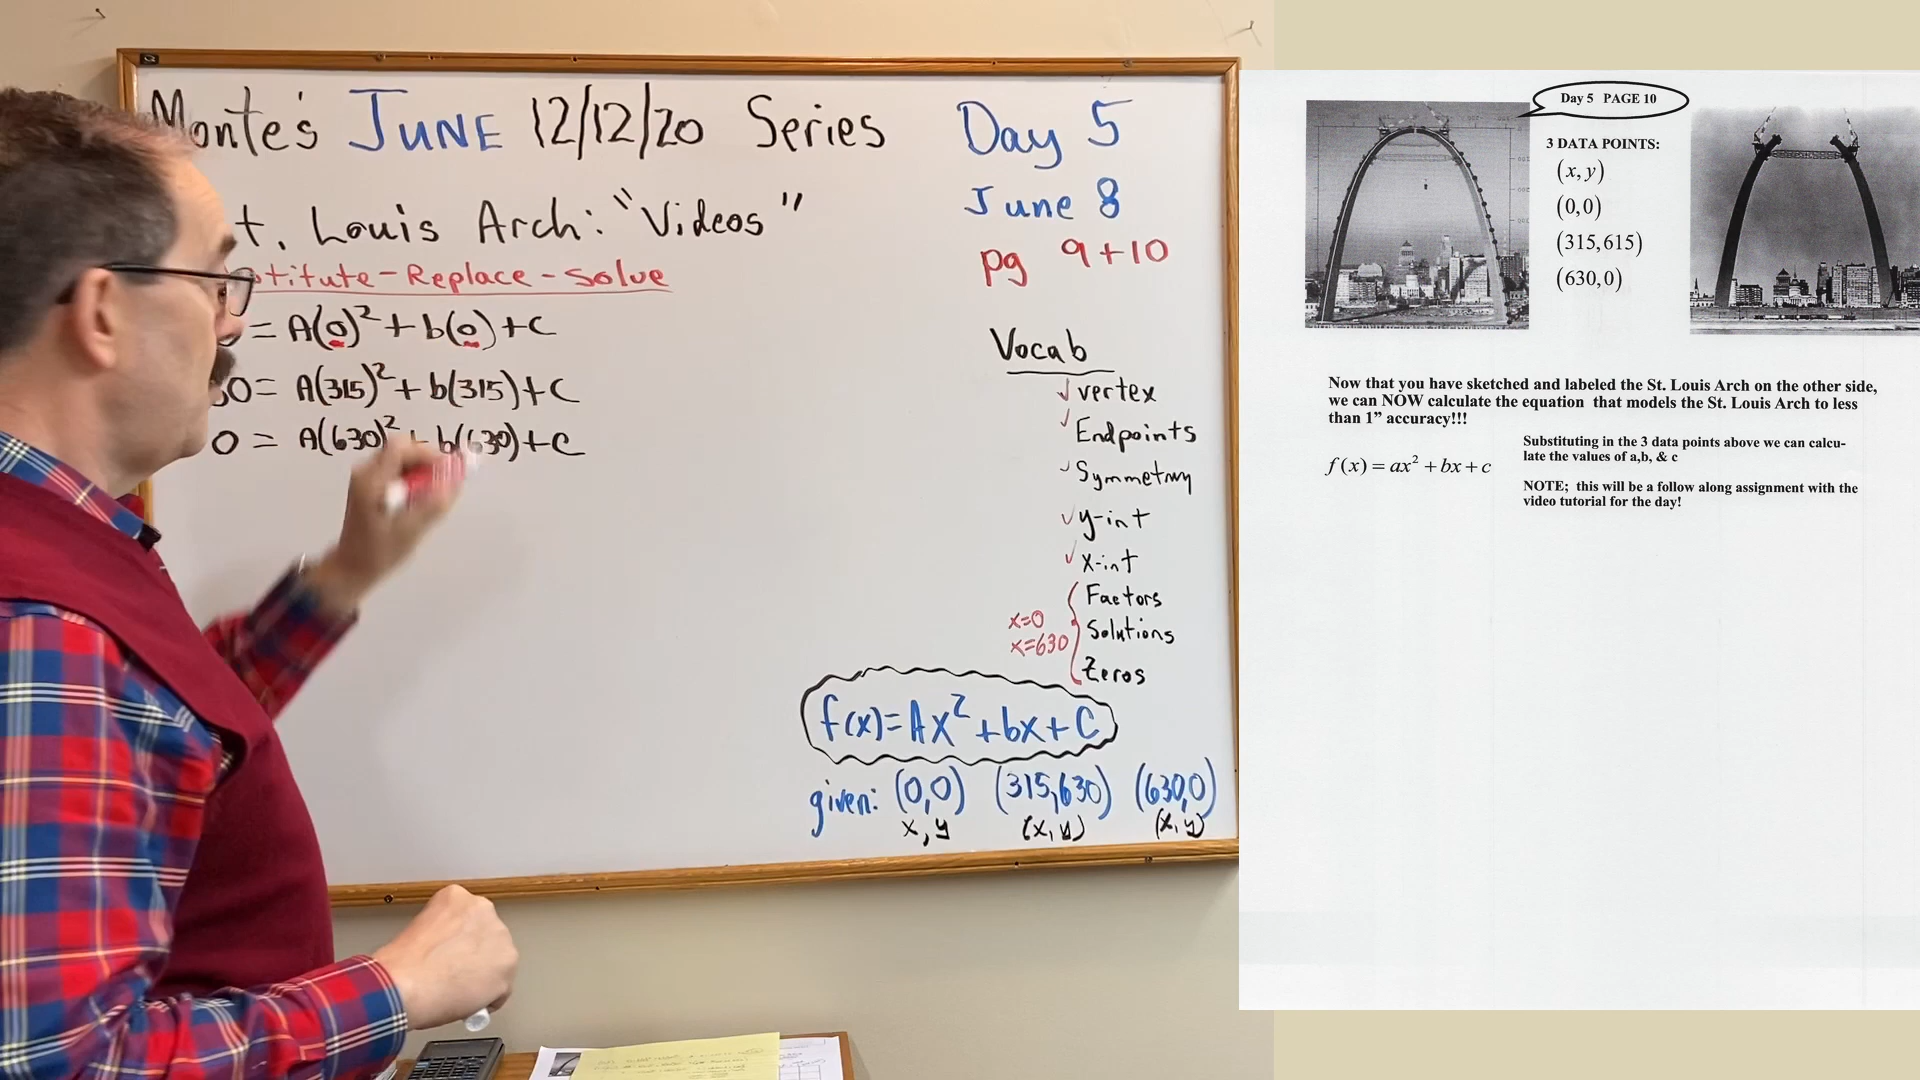 Monte's JUNE 12/12/20 Series Day 5
t. Louis Arch: "Videos" June 8
titute-Replace-Solve pg 9+10
= A(0)²+b(0)+C
0= A(315)²+b(315)+C
0 = A(630)²+b(630)+C
Vocab
✓vertex
✓Endpoints
✓Symmetry
✓y-int
✓x-int
Factors
x=0
Solutions
x=630
Zeros
f(x)=Ax²+bx+C
given: (0,0) (315,630) (630,0)
x,y (x,y) (x,y)
Day 5 PAGE 10
3 DATA POINTS:
(x, y)
(0,0)
(315,615)
(630,0)
Now that you have sketched and labeled the St. Louis Arch on the other side,
we can NOW calculate the equation that models the St. Louis Arch to less
than 1” accuracy!!!
Substituting in the 3 data points above we can calcu-
late the values of a,b, & c
f(x) = ax² + bx + c
NOTE; this will be a follow along assignment with the
video tutorial for the day!